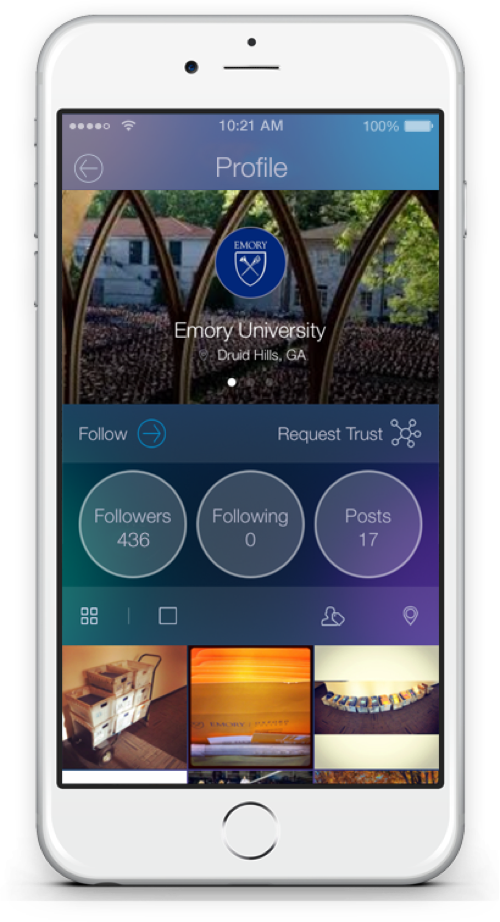 10:21 AM
100%
Profile
EMORY
Emory University
Druid Hills, GA
Follow
Request Trust
Followers
436
Following
0
Posts
17
EMORY